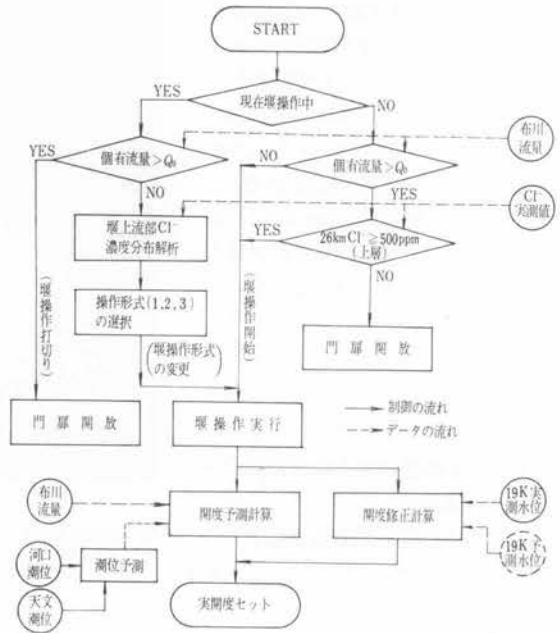 START
現在堰操作中
YES
NO
布川
流量
YES
個有流量>Q₀
NO
NO
個有流量>Q₀
YES
Cl⁻
実測値
堰上流部Cl⁻
濃度分布解析
YES
26km Cl⁻≧500ppm
(上層)
NO
操作形式(1,2,3)
の選択
(堰操作打切り)
(堰操作形式
の変更)
(堰操作開始)
門扉開放
門扉開放
堰操作実行
制御の流れ
データの流れ
布川
流量
開度予測計算
開度修正計算
19K実
測水位
河口
潮位
潮位予測
19K予
測水位
天文
潮位
実開度セット